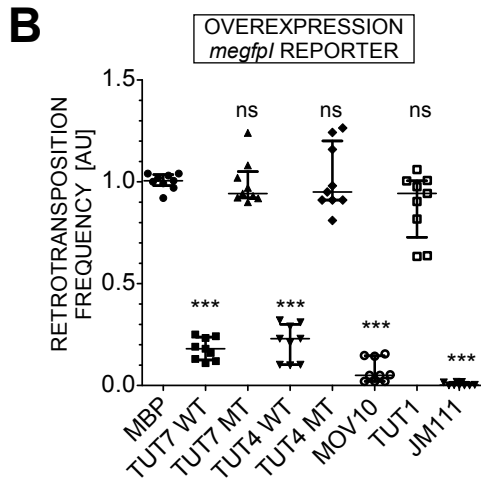 B
OVEREXPRESSION
megfpI REPORTER
RETROTRANSPOSITION
FREQUENCY [AU]
1.5
1.0
0.5
0.0
ns
ns
ns
***
***
***
***
MBP
TUT7 WT
TUT7 MT
TUT4 WT
TUT4 MT
MOV10
TUT1
JM111